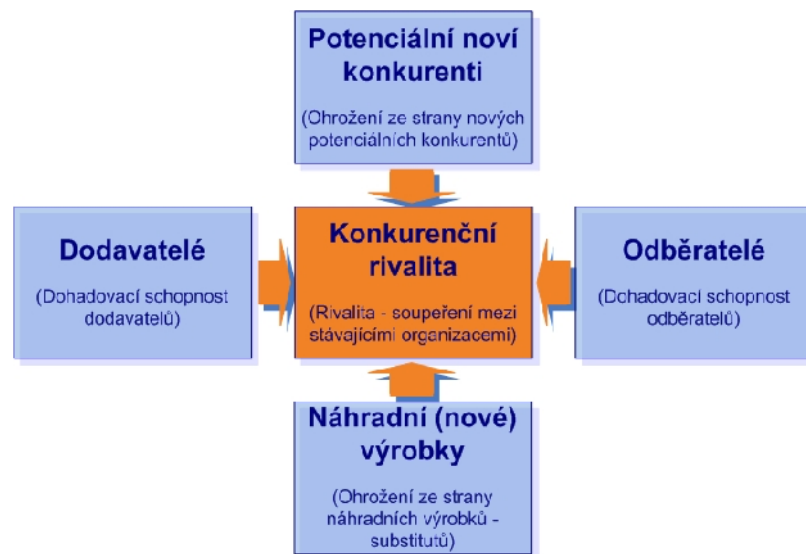 Potenciální noví
konkurenti
(Ohrožení ze strany nových
potenciálních konkurentů)
Dodavatelé
(Dohadovací schopnost
dodavatelů)
Konkurenční
rivalita
(Rivalita - soupeření mezi
stávajícími organizacemi)
Odběratelé
(Dohadovací schopnost
odběratelů)
Náhradní (nové)
výrobky
(Ohrožení ze strany
náhradních výrobků -
substitutů)